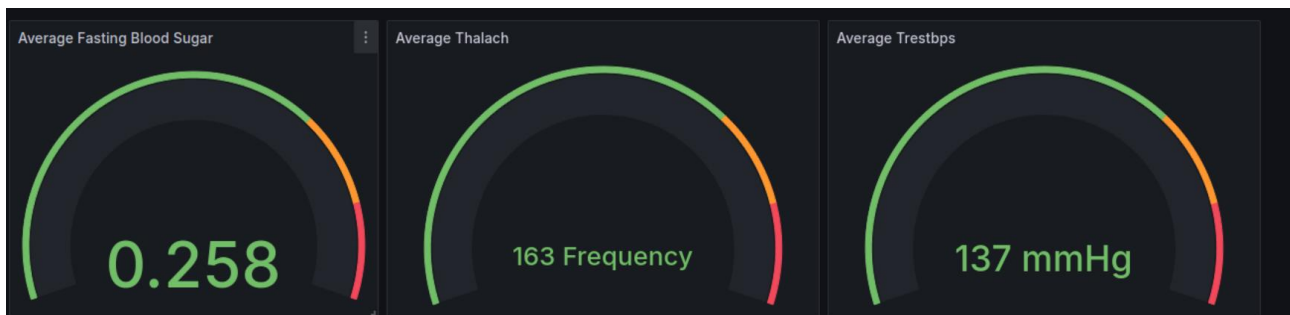 Average Fasting Blood Sugar
0.258
Average Thalach
163 Frequency
Average Trestbps
137 mmHg